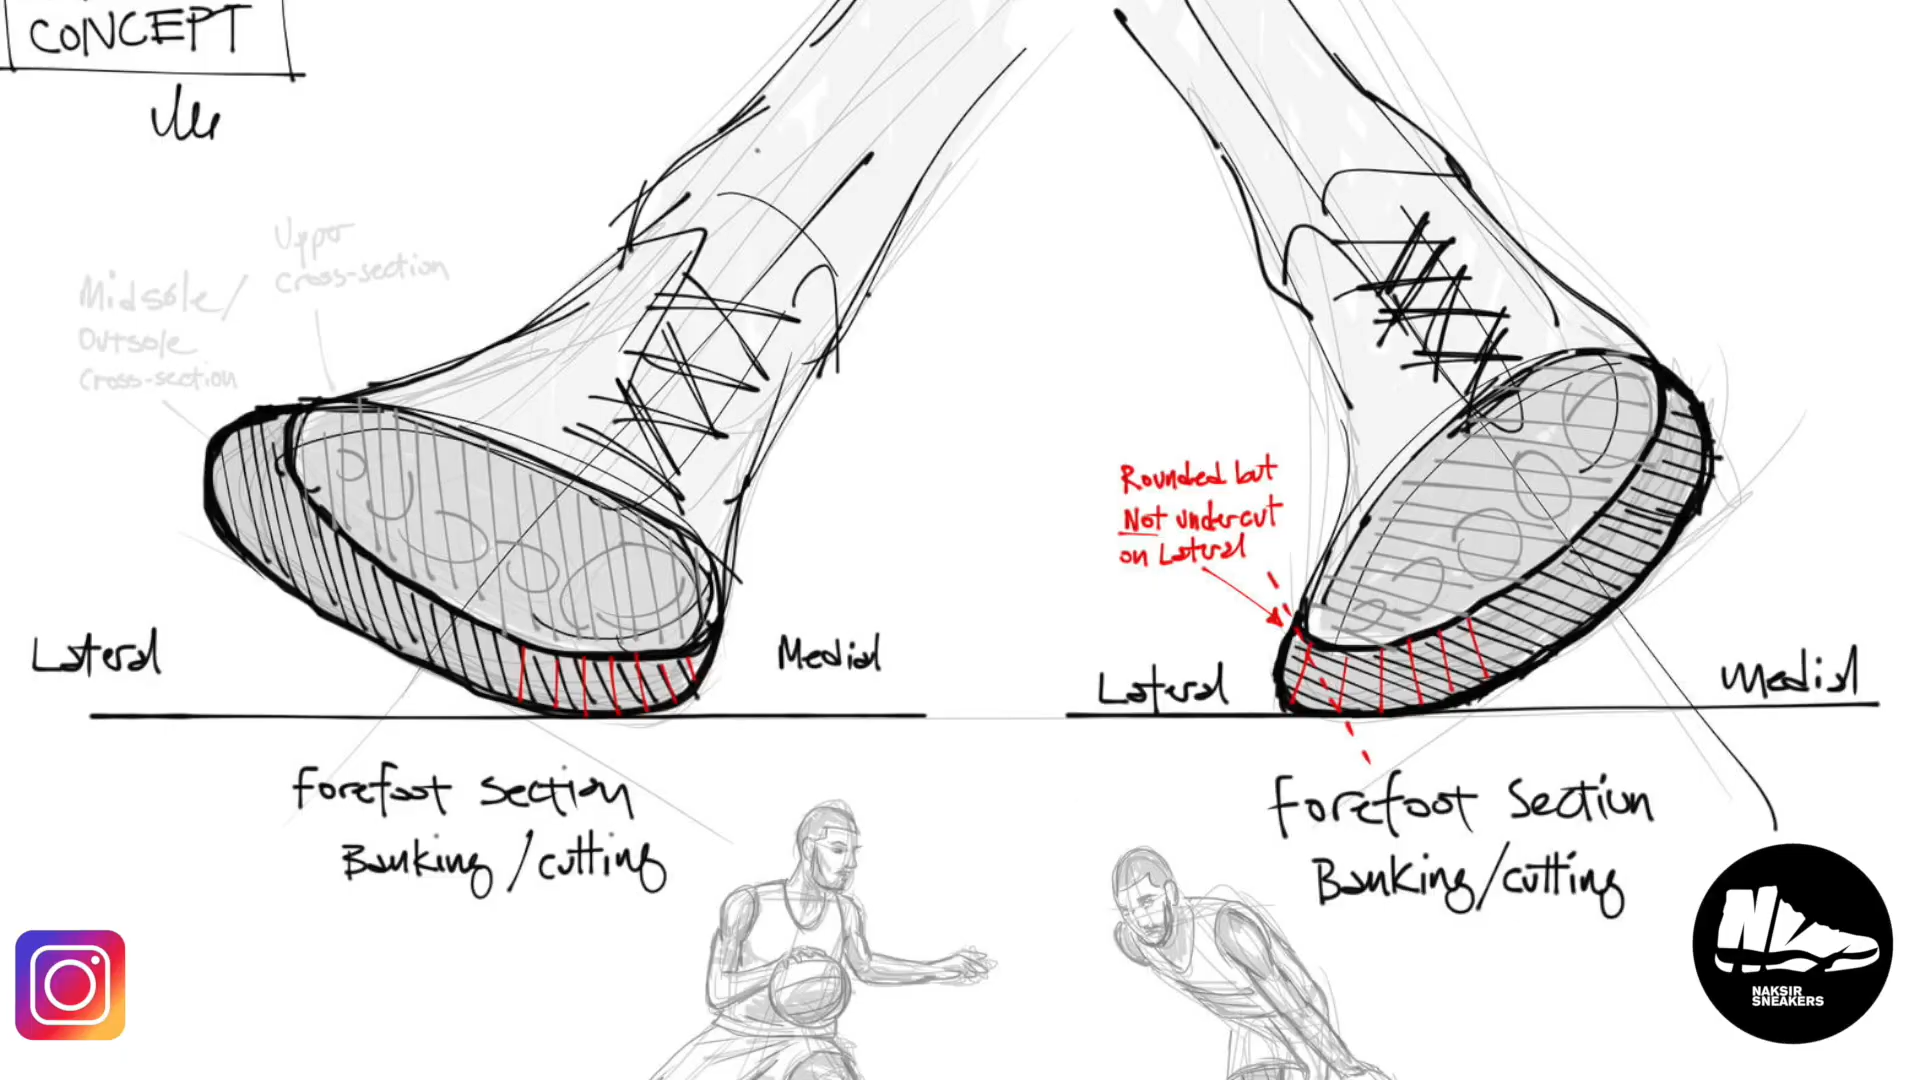 CONCEPT
Upper
cross-section
Midsole/
Outsole
cross-section
Rounded but
Not undercut
on Lateral
Lateral
Medial
Lateral
Medial
Forefoot Section
Banking/cutting
Forefoot Section
Banking/cutting
NAKSIR
SNEAKERS